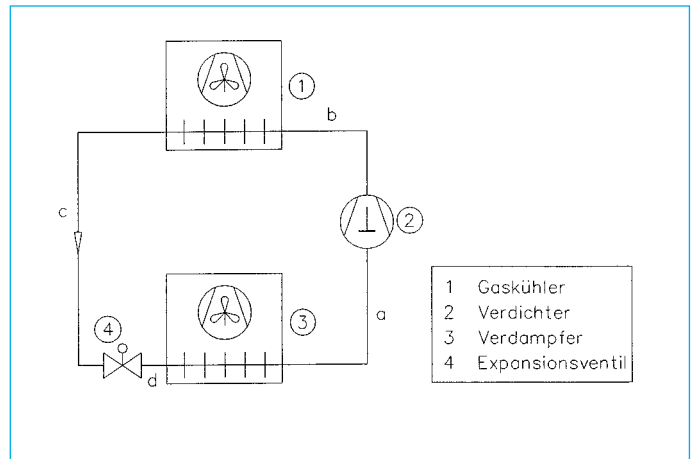 1
b
2
c
4
3
a
d
1 Gaskühler
2 Verdichter
3 Verdampfer
4 Expansionsventil